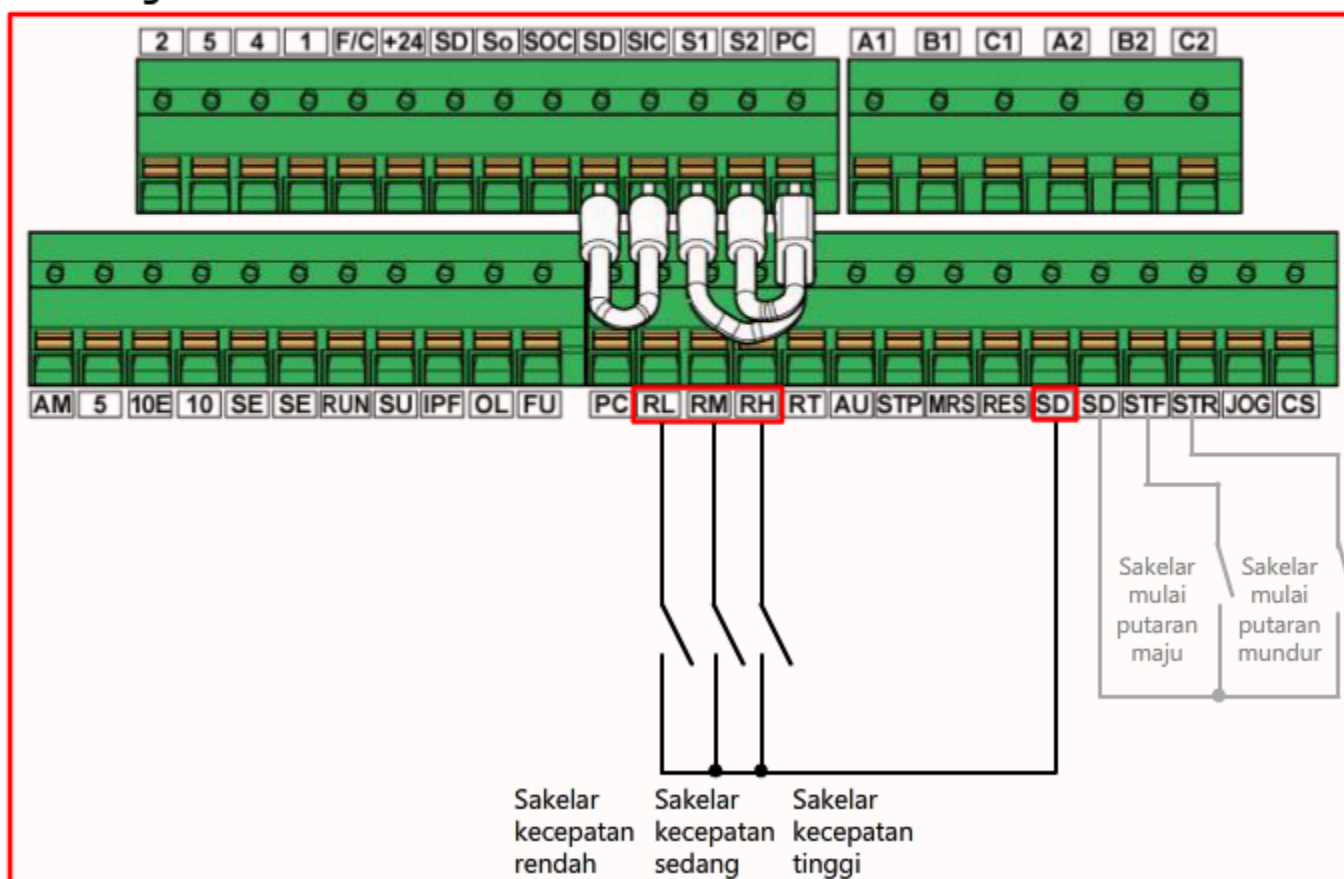 2 5 4 1 F/C +24 SD So SOC SD SIC S1 S2 PC A1 B1 C1 A2 B2 C2
AM 5 10E 10 SE SE RUN SU IPF OL FU PC RL RM RH RT AU STP MRS RES SD SD STF STR JOG CS
Sakelar
mulai
putaran
maju
Sakelar
mulai
putaran
mundur
Sakelar
kecepatan
rendah
Sakelar
kecepatan
sedang
Sakelar
kecepatan
tinggi